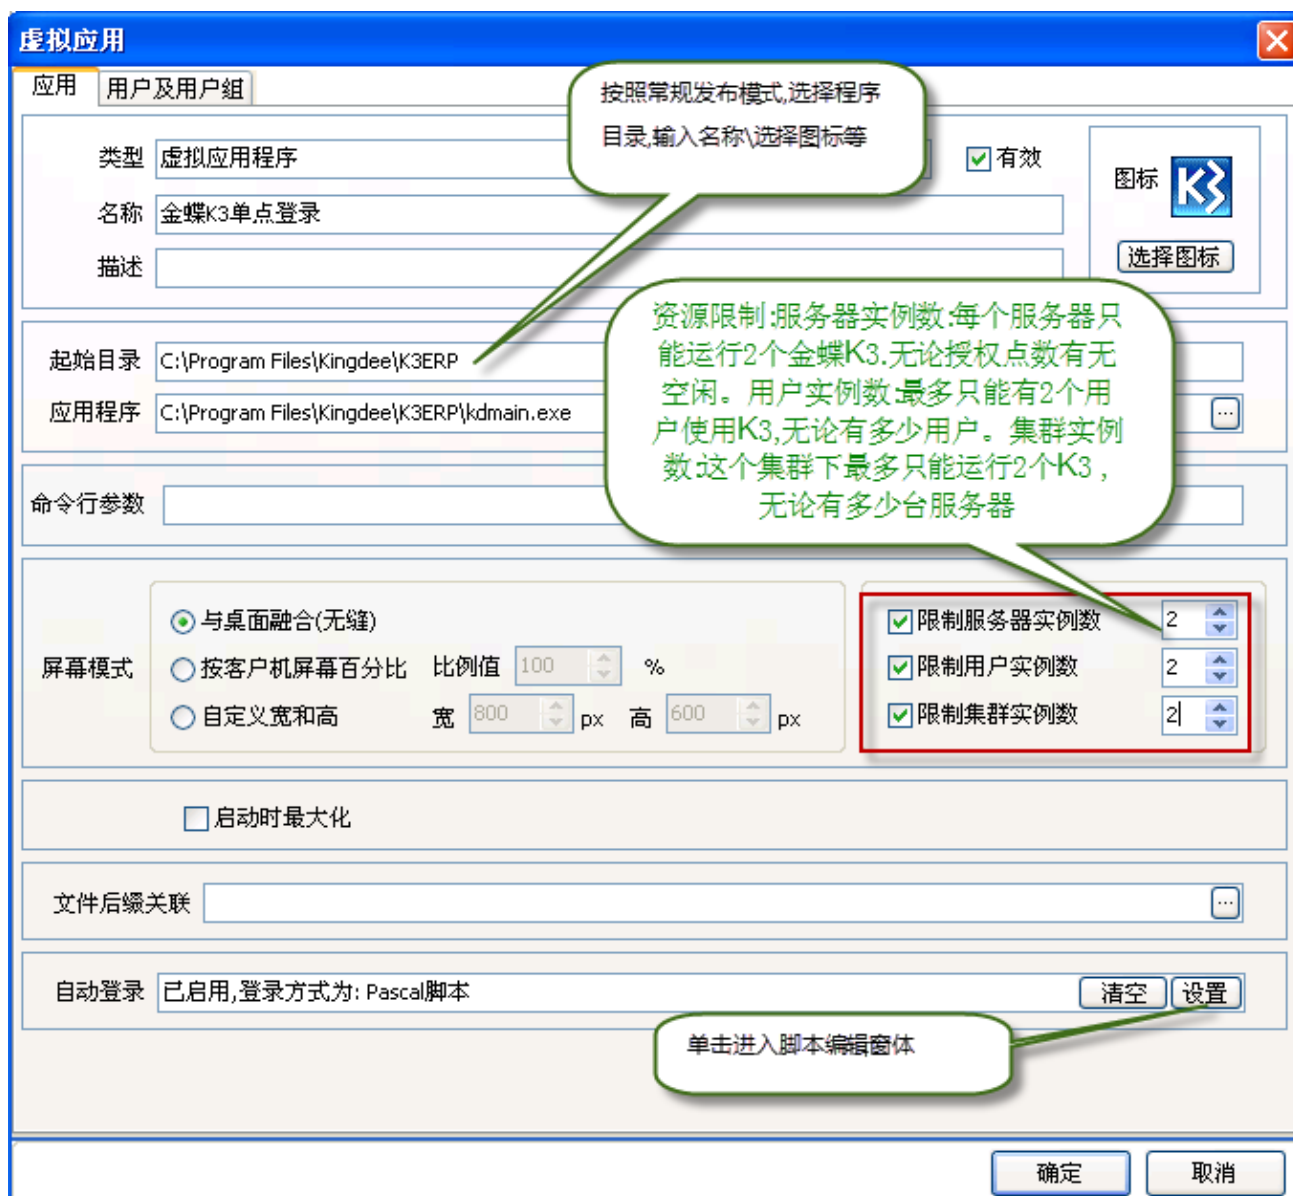 虚拟应用
应用
用户及用户组
按照常规发布模式,选择程序
目录,输入名称\选择图标等
类型
虚拟应用程序
有效
图标
K3
名称
金蝶K3单点登录
描述
选择图标
资源限制:服务器实例数:每个服务器只
能运行2个金蝶K3.无论授权点数有无
空闲。用户实例数:最多只能有2个用
户使用K3,无论有多少用户。集群实例
数:这个集群下最多只能运行2个K3,
无论有多少台服务器
起始目录
C:\Program Files\Kingdee\K3ERP
应用程序
C:\Program Files\Kingdee\K3ERP\kdmain.exe
...
命令行参数
屏幕模式
与桌面融合(无缝)
按客户机屏幕百分比 比例值 100 %
自定义宽和高 宽 800 px 高 600 px
限制服务器实例数 2
限制用户实例数 2
限制集群实例数 2
启动时最大化
文件后缀关联
...
自动登录
已启用,登录方式为: Pascal脚本
清空
设置
单击进入脚本编辑窗体
确定
取消